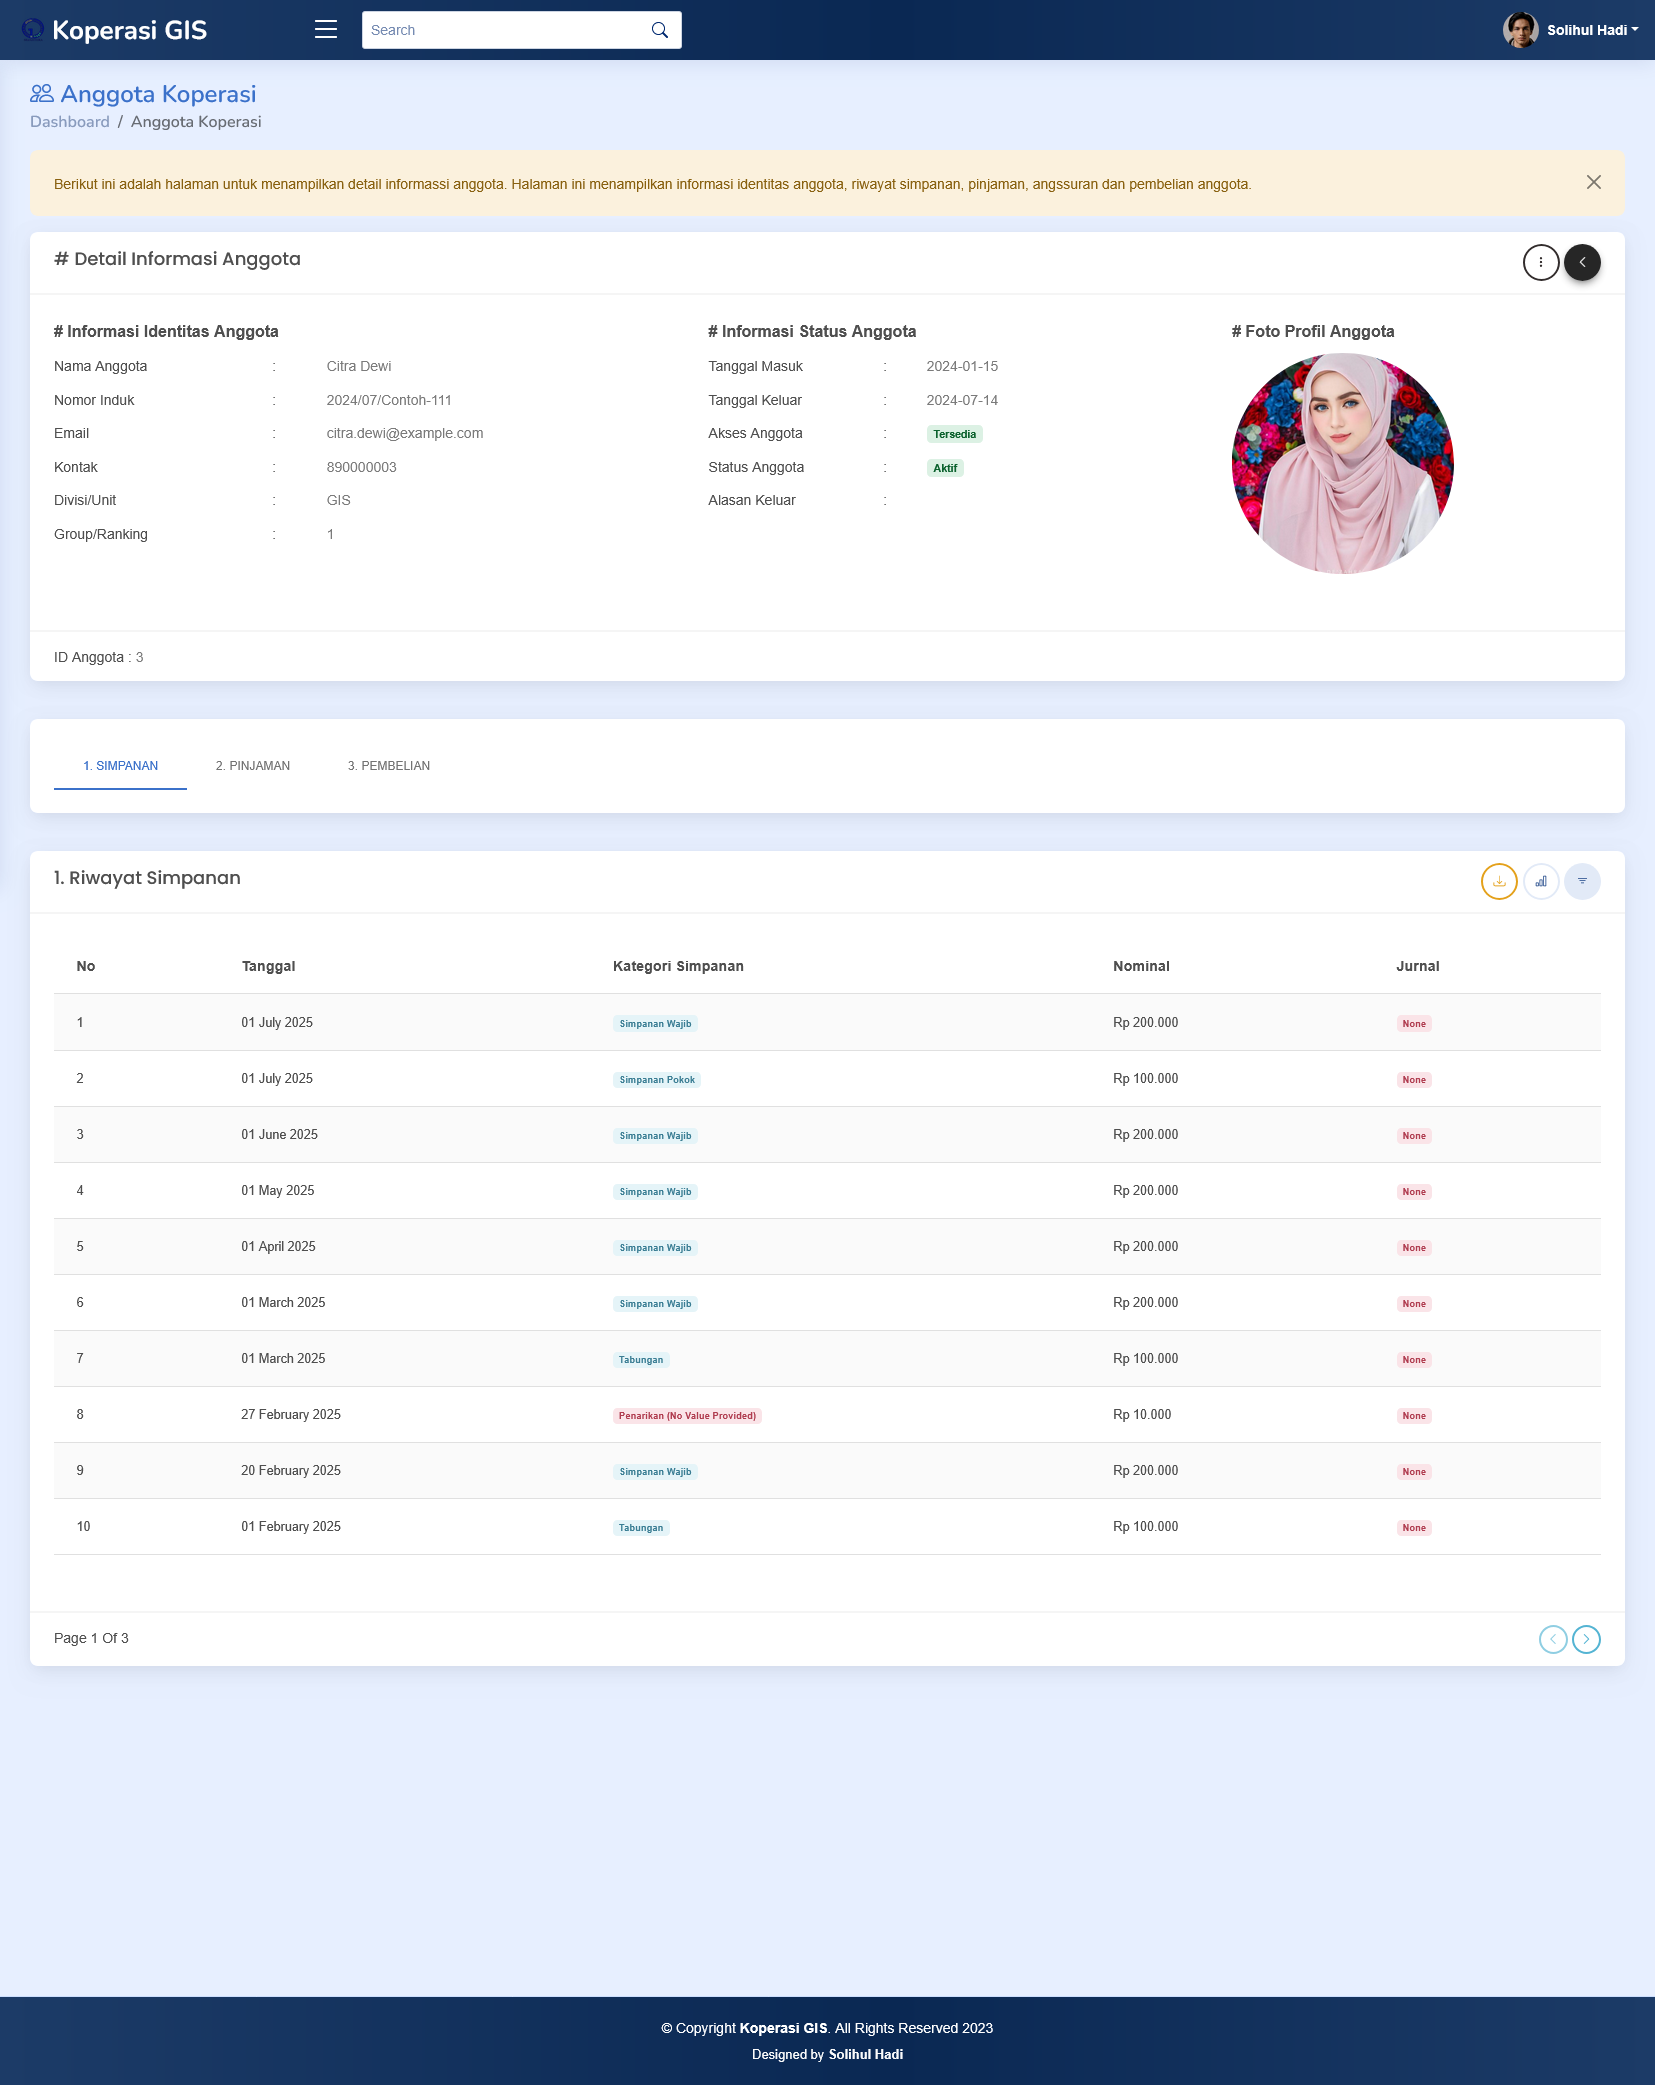 Koperasi GIS
Search
Solihul Hadi
Anggota Koperasi
Dashboard / Anggota Koperasi
Berikut ini adalah halaman untuk menampilkan detail informassi anggota. Halaman ini menampilkan informasi identitas anggota, riwayat simpanan, pinjaman, angssuran dan pembelian anggota.
# Detail Informasi Anggota
# Informasi Identitas Anggota
Nama Anggota : Citra Dewi
Nomor Induk : 2024/07/Contoh-111
Email : citra.dewi@example.com
Kontak : 890000003
Divisi/Unit : GIS
Group/Ranking : 1
# Informasi Status Anggota
Tanggal Masuk : 2024-01-15
Tanggal Keluar : 2024-07-14
Akses Anggota : Tersedia
Status Anggota : Aktif
Alasan Keluar :
# Foto Profil Anggota
ID Anggota : 3
1. SIMPANAN 2. PINJAMAN 3. PEMBELIAN
1. Riwayat Simpanan
No Tanggal Kategori Simpanan Nominal Jurnal
1 01 July 2025 Simpanan Wajib Rp 200.000 None
2 01 July 2025 Simpanan Pokok Rp 100.000 None
3 01 June 2025 Simpanan Wajib Rp 200.000 None
4 01 May 2025 Simpanan Wajib Rp 200.000 None
5 01 April 2025 Simpanan Wajib Rp 200.000 None
6 01 March 2025 Simpanan Wajib Rp 200.000 None
7 01 March 2025 Tabungan Rp 100.000 None
8 27 February 2025 Penarikan (No Value Provided) Rp 10.000 None
9 20 February 2025 Simpanan Wajib Rp 200.000 None
10 01 February 2025 Tabungan Rp 100.000 None
Page 1 Of 3
© Copyright Koperasi GIS. All Rights Reserved 2023
Designed by Solihul Hadi